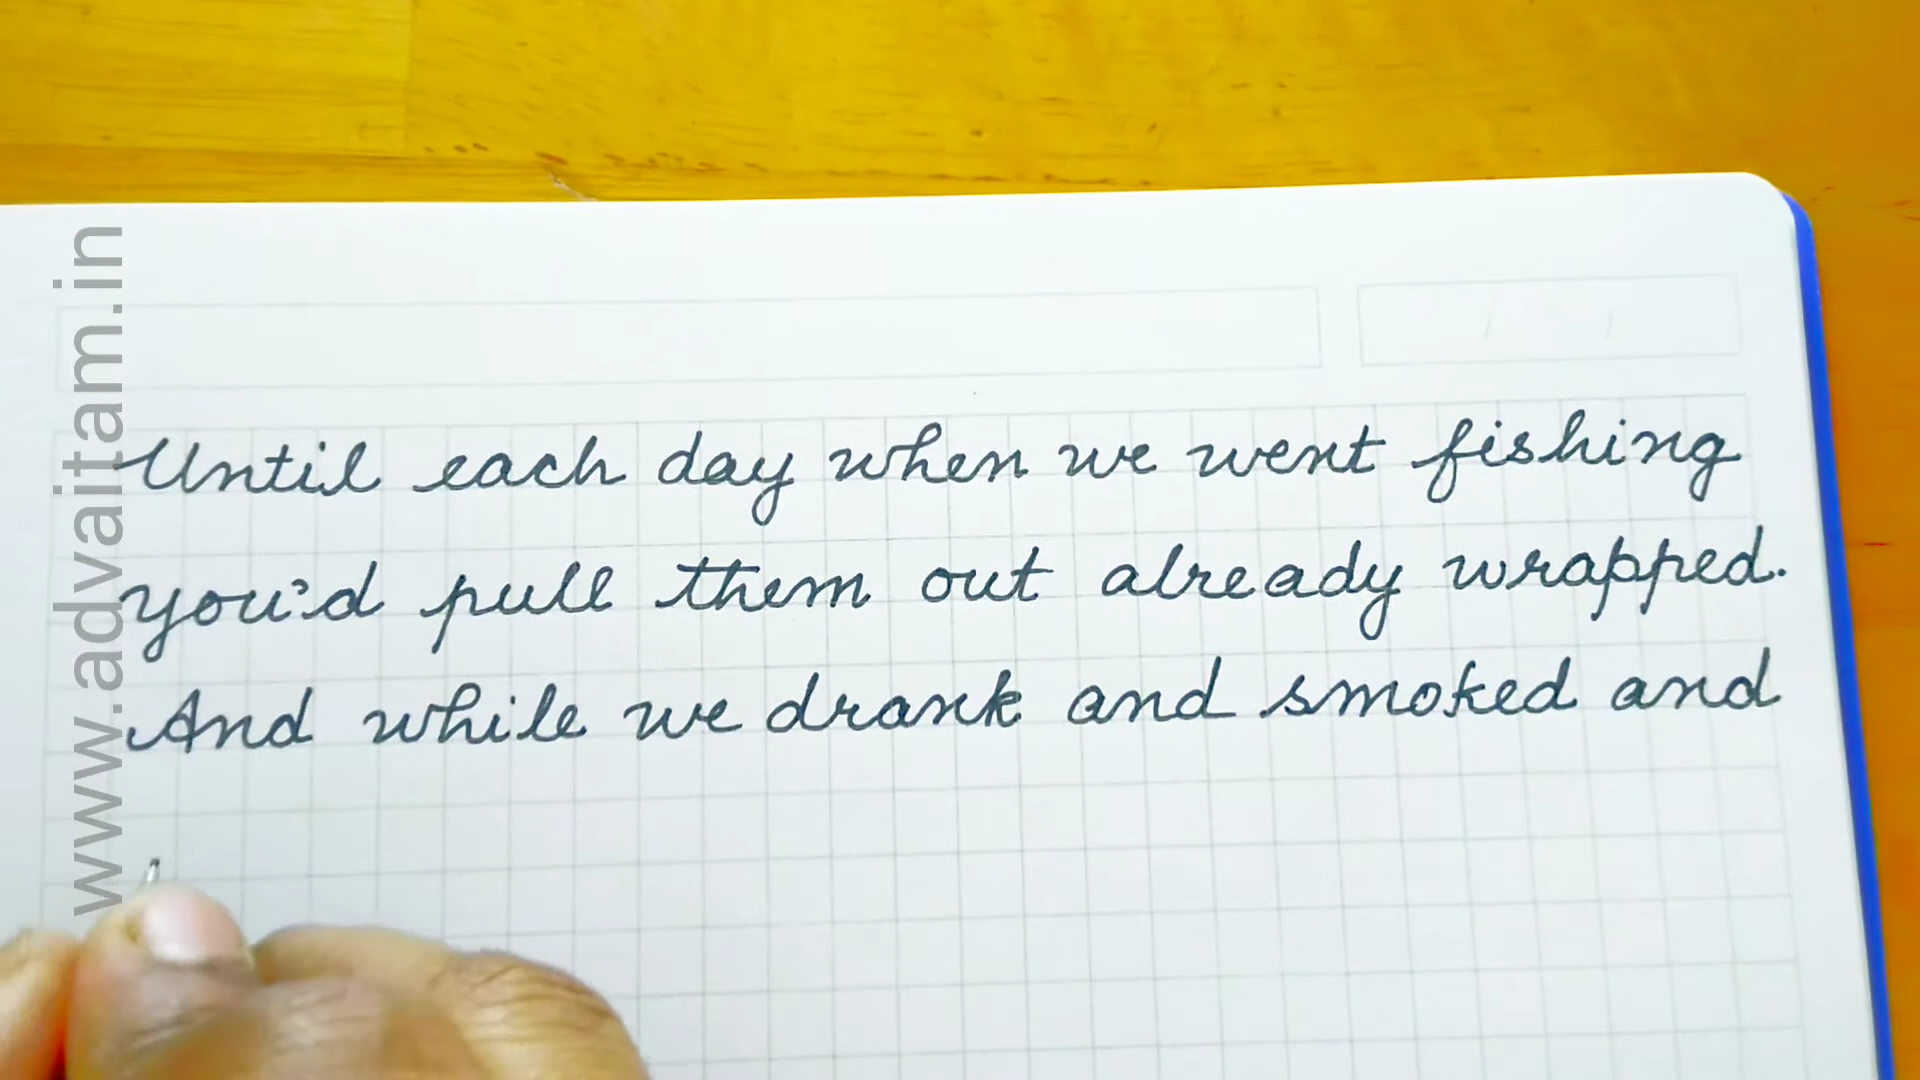 www.advaitam.in
Until each day when we went fishing
you'd pull them out already wrapped.
And while we drank and smoked and